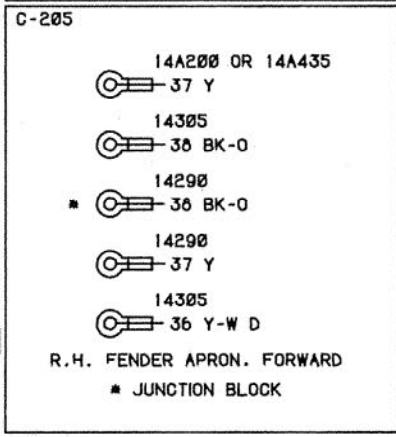 C-205
14A200 OR 14A435
37 Y
14305
38 BK-O
14290
* 38 BK-O
14290
37 Y
14305
36 Y-W D
R.H. FENDER APRON. FORWARD
* JUNCTION BLOCK